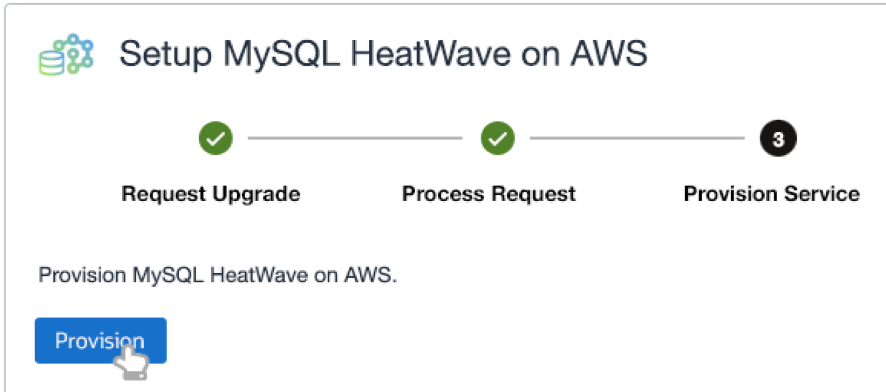 Setup MySQL HeatWave on AWS
3
Request Upgrade Process Request Provision Service
Provision MySQL HeatWave on AWS.
Provision